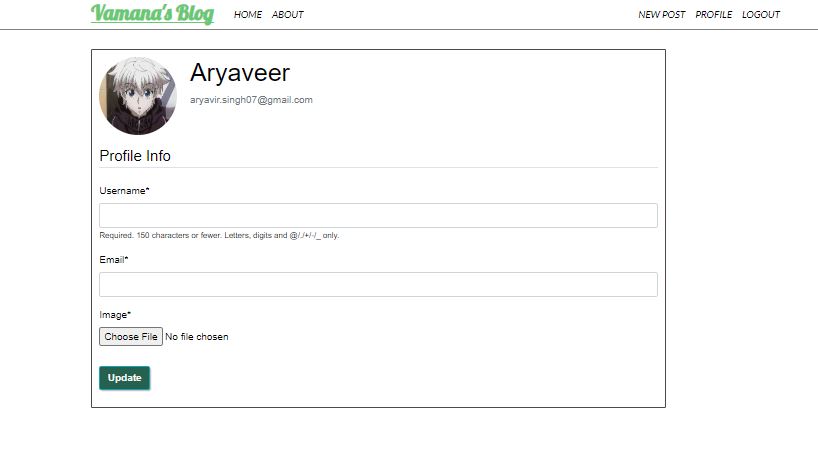 Vamana's Blog HOME ABOUT NEW POST PROFILE LOGOUT
Aryaveer
aryavir.singh07@gmail.com
Profile Info
Username*
Required. 150 characters or fewer. Letters, digits and @/./+/-/_ only.
Email*
Image*
Choose File No file chosen
Update